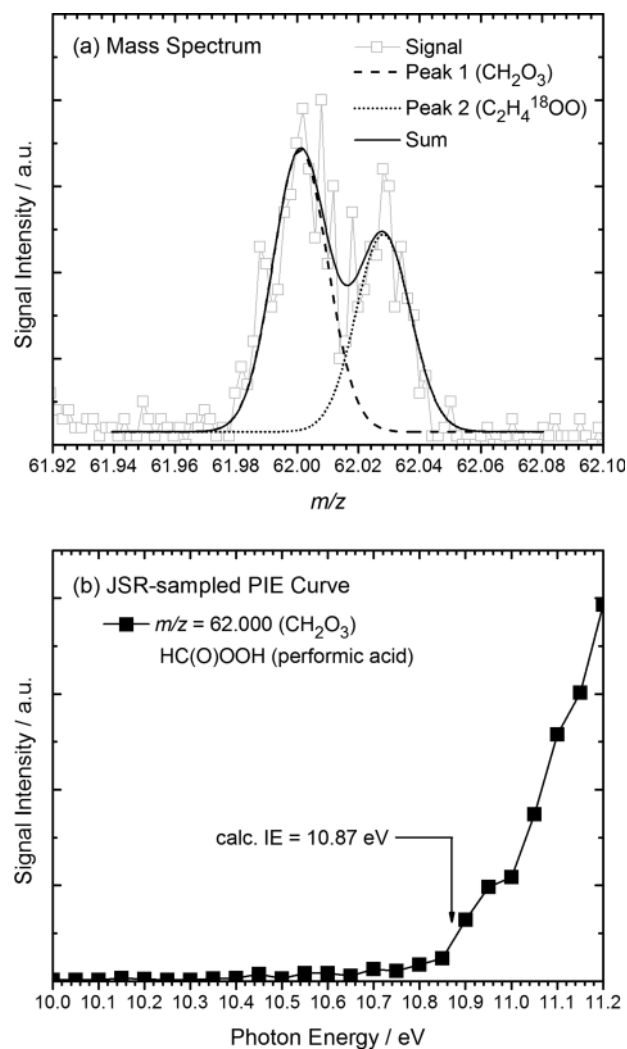 (a) Mass Spectrum
Signal
Peak 1 (CH₂O₃)
Peak 2 (C₂H₄¹⁸OO)
Sum
Signal Intensity / a.u.
61.92 61.94 61.96 61.98 62.00 62.02 62.04 62.06 62.08 62.10
m/z
(b) JSR-sampled PIE Curve
m/z = 62.000 (CH₂O₃)
HC(O)OOH (performic acid)
calc. IE = 10.87 eV
Signal Intensity / a.u.
10.0 10.1 10.2 10.3 10.4 10.5 10.6 10.7 10.8 10.9 11.0 11.1 11.2
Photon Energy / eV